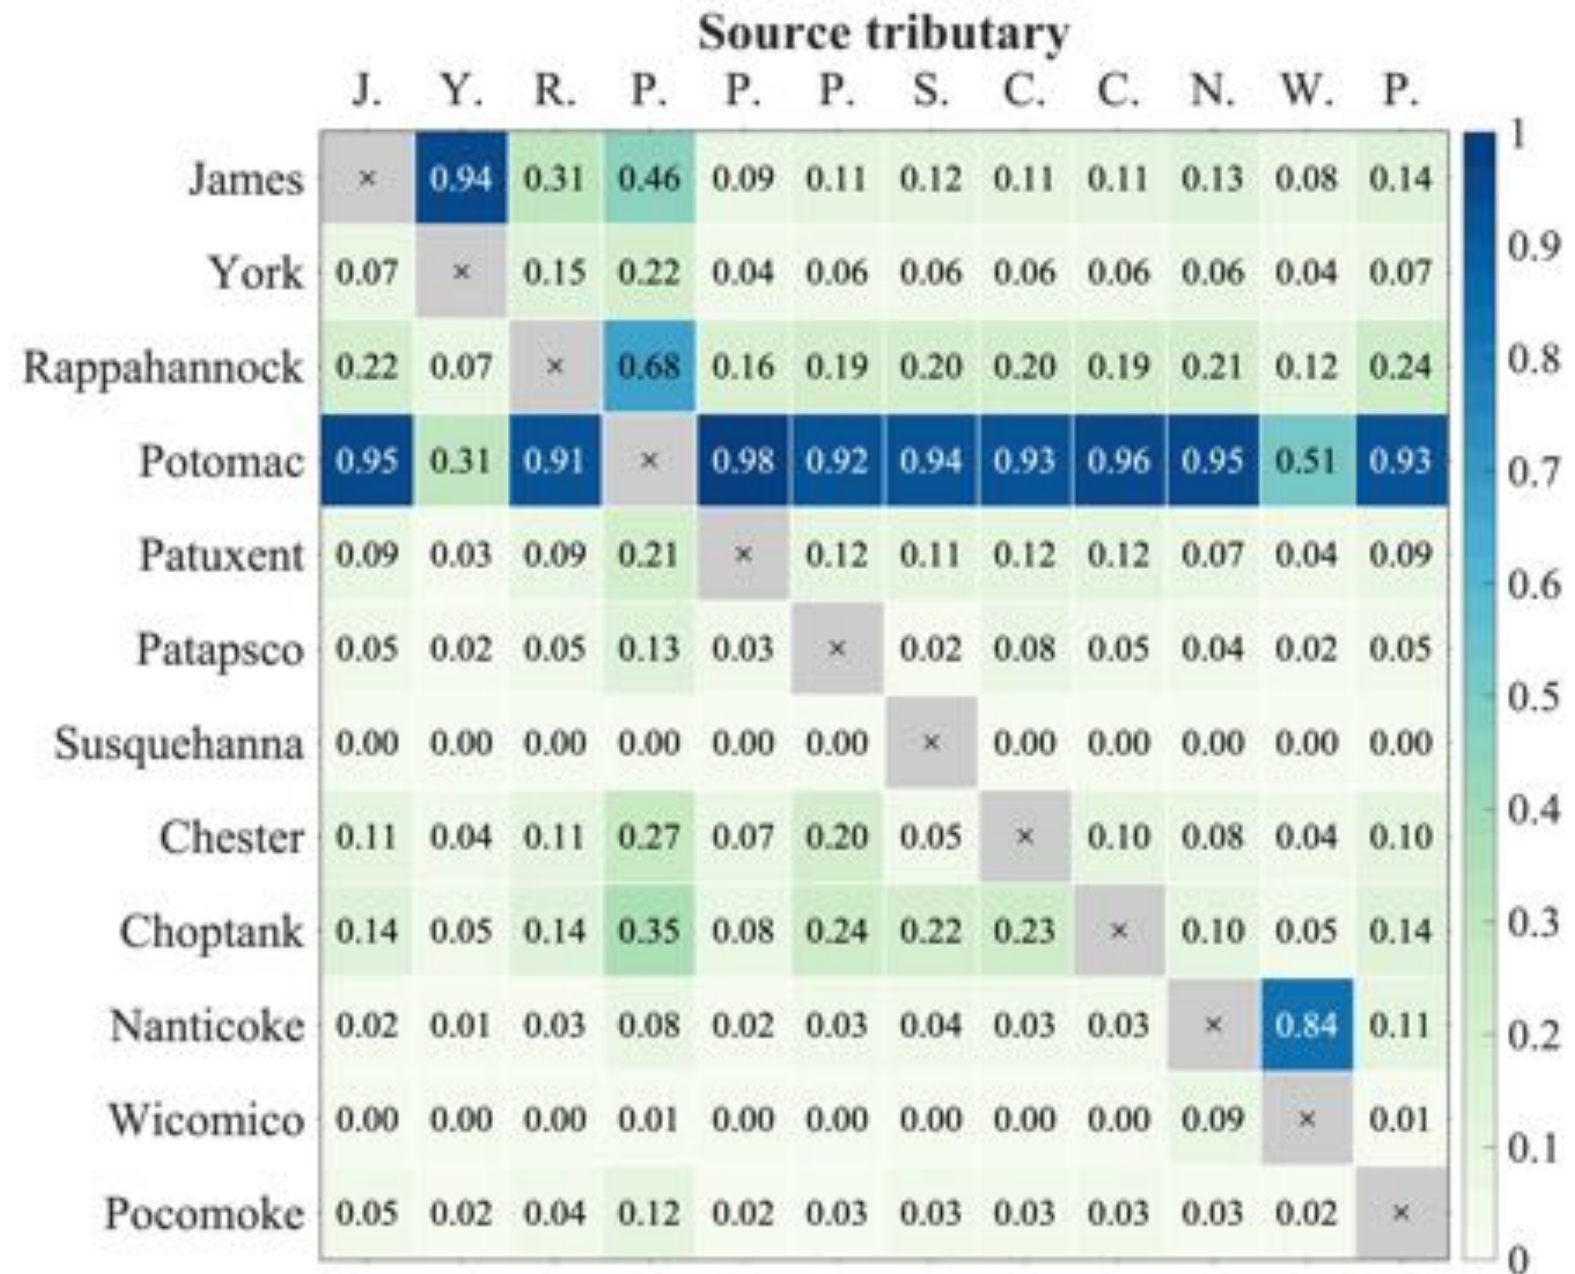 Source tributary
J. Y. R. P. P. P. S. C. C. N. W. P.
James × 0.94 0.31 0.46 0.09 0.11 0.12 0.11 0.11 0.13 0.08 0.14
York 0.07 × 0.15 0.22 0.04 0.06 0.06 0.06 0.06 0.06 0.04 0.07
Rappahannock 0.22 0.07 × 0.68 0.16 0.19 0.20 0.20 0.19 0.21 0.12 0.24
Potomac 0.95 0.31 0.91 × 0.98 0.92 0.94 0.93 0.96 0.95 0.51 0.93
Patuxent 0.09 0.03 0.09 0.21 × 0.12 0.11 0.12 0.12 0.07 0.04 0.09
Patapsco 0.05 0.02 0.05 0.13 0.03 × 0.02 0.08 0.05 0.04 0.02 0.05
Susquehanna 0.00 0.00 0.00 0.00 0.00 0.00 × 0.00 0.00 0.00 0.00 0.00
Chester 0.11 0.04 0.11 0.27 0.07 0.20 0.05 × 0.10 0.08 0.04 0.10
Choptank 0.14 0.05 0.14 0.35 0.08 0.24 0.22 0.23 × 0.10 0.05 0.14
Nanticoke 0.02 0.01 0.03 0.08 0.02 0.03 0.04 0.03 0.03 × 0.84 0.11
Wicomico 0.00 0.00 0.00 0.01 0.00 0.00 0.00 0.00 0.00 0.09 × 0.01
Pocomoke 0.05 0.02 0.04 0.12 0.02 0.03 0.03 0.03 0.03 0.03 0.02 ×
1
0.9
0.8
0.7
0.6
0.5
0.4
0.3
0.2
0.1
0